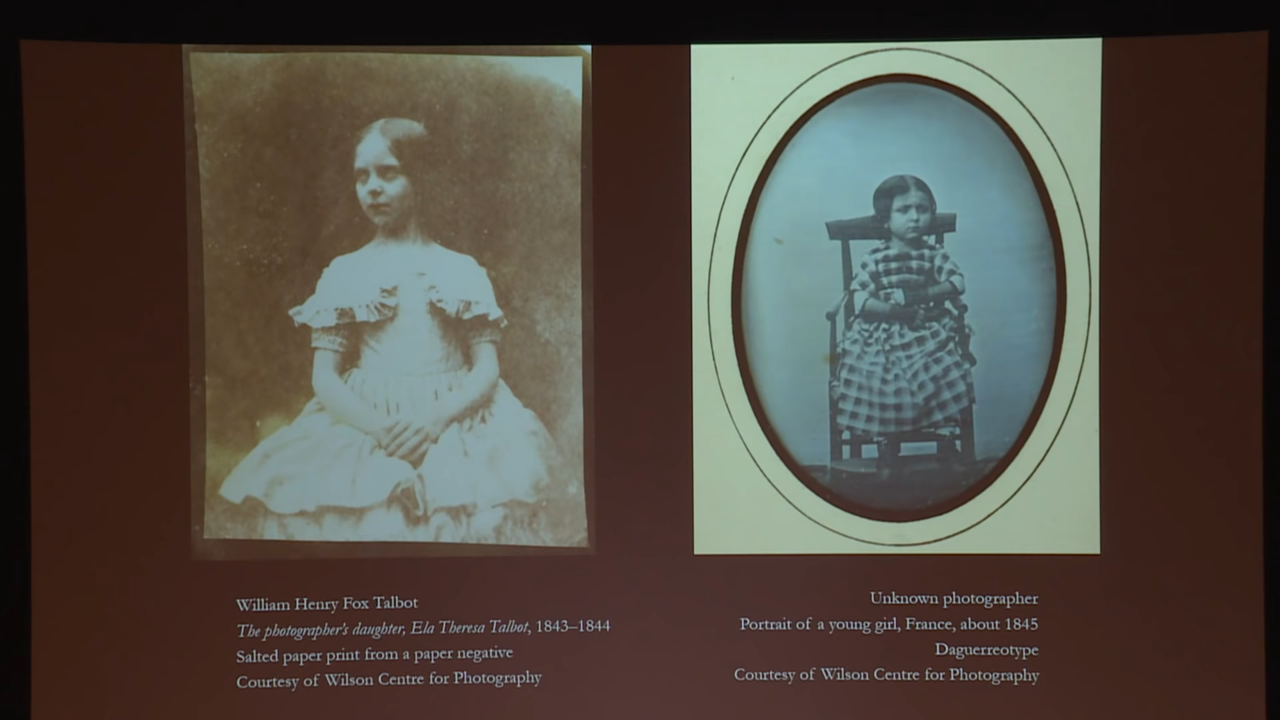 William Henry Fox Talbot
The photographer's daughter, Ela Theresa Talbot, 1843–1844
Salted paper print from a paper negative
Courtesy of Wilson Centre for Photography
Unknown photographer
Portrait of a young girl, France, about 1845
Daguerreotype
Courtesy of Wilson Centre for Photography